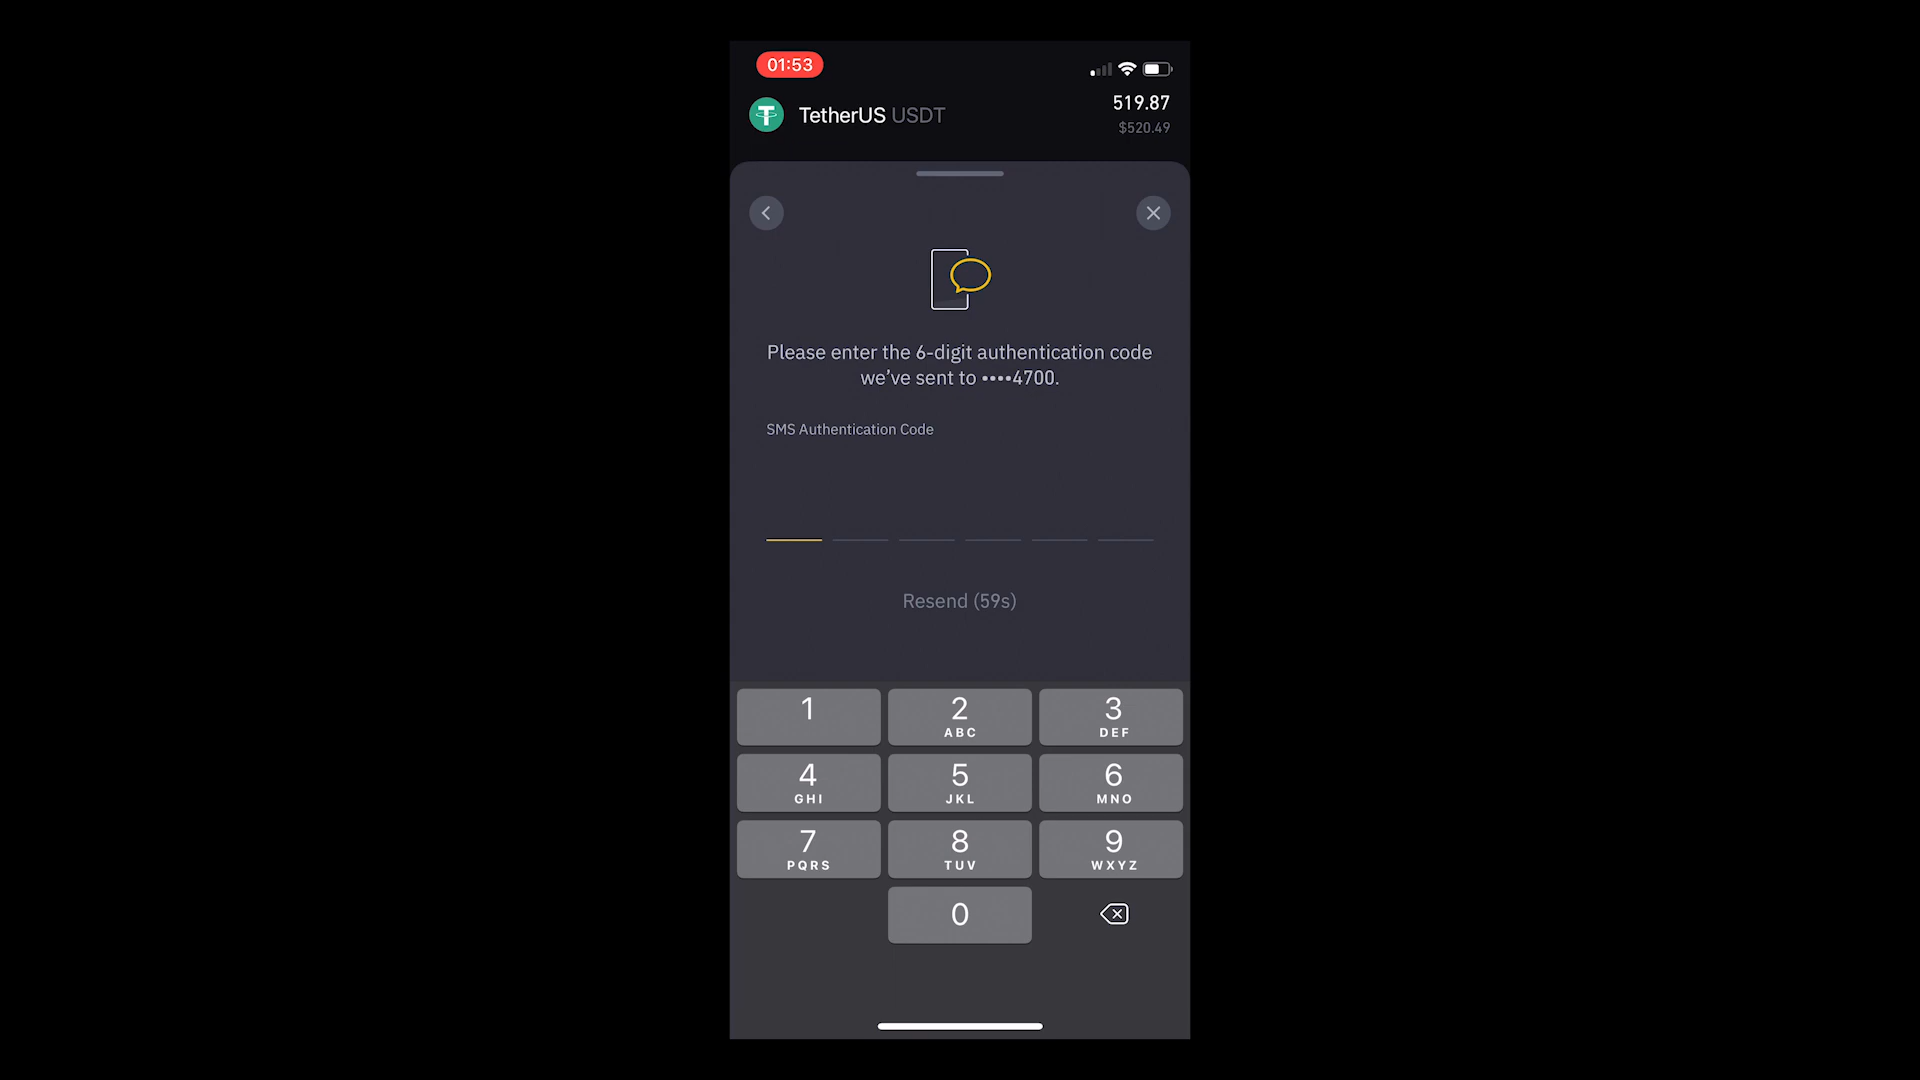 01:53
TetherUS USDT
519.87
$520.49
Please enter the 6-digit authentication code
we’ve sent to ••••4700.
SMS Authentication Code
Resend (59s)
1
2
ABC
3
DEF
4
GHI
5
JKL
6
MNO
7
PQRS
8
TUV
9
WXYZ
0